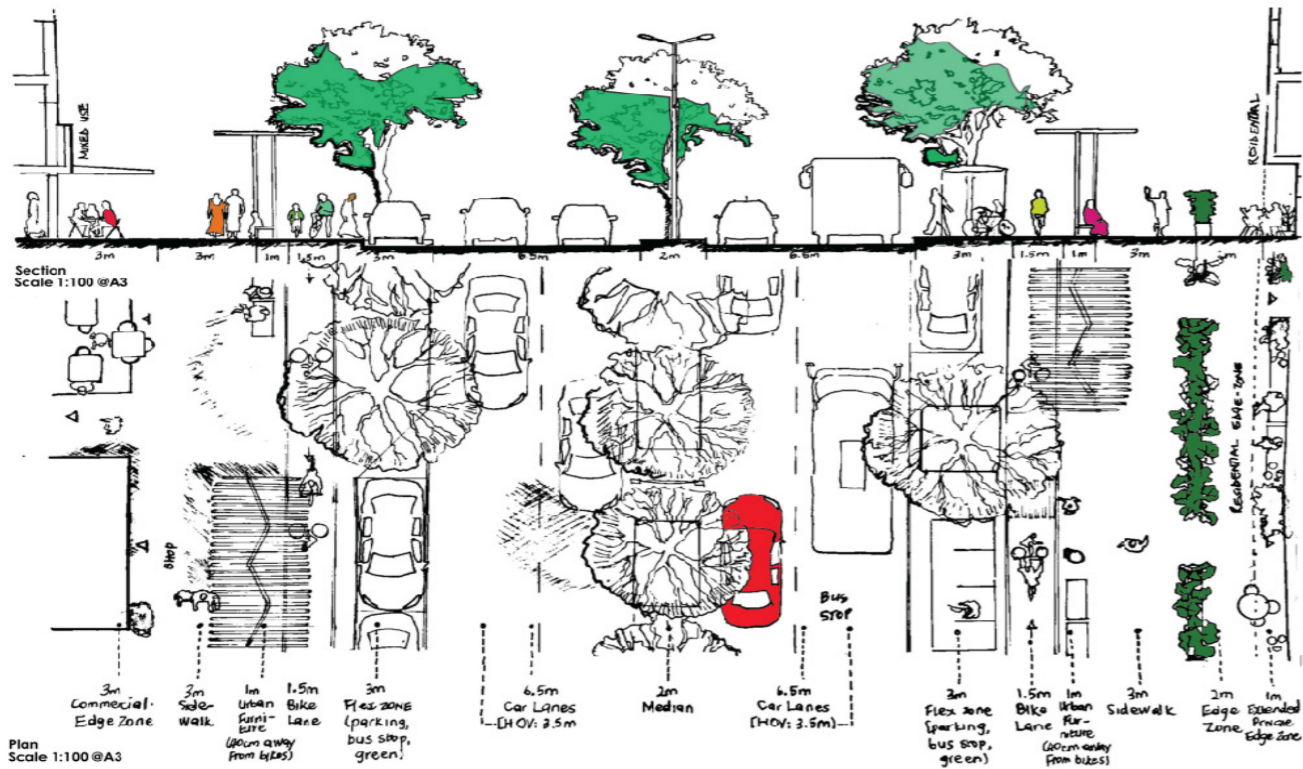 MIXED USE
RESIDENTIAL
3m
3m
1m
1.5m
3m
6.5m
2m
6.5m
3m
1.5m
1m
3m
Section
Scale 1:100 @A3
SHOP
BUS
STOP
RESIDENTIAL EDGE-ZONE
3m
Commercial
Edge Zone
3m
Side-
walk
1m
Urban
Furni-
ture
(40cm away
from bikes)
1.5m
Bike
Lane
3m
Flex ZONE
(parking,
bus stop,
green)
6.5m
Car Lanes
[HOV: 3.5m)
2m
Median
6.5m
Car Lanes
(HOV: 3.5m)
3m
Flex zone
(parking,
bus stop,
green)
1.5m
Bike
Lane
1m
Urban
Fur-
niture
(40cm away
from bikes)
3m
Sidewalk
2m
Edge
Zone
1m
Extended
Private
Edge Zone
Plan
Scale 1:100 @A3